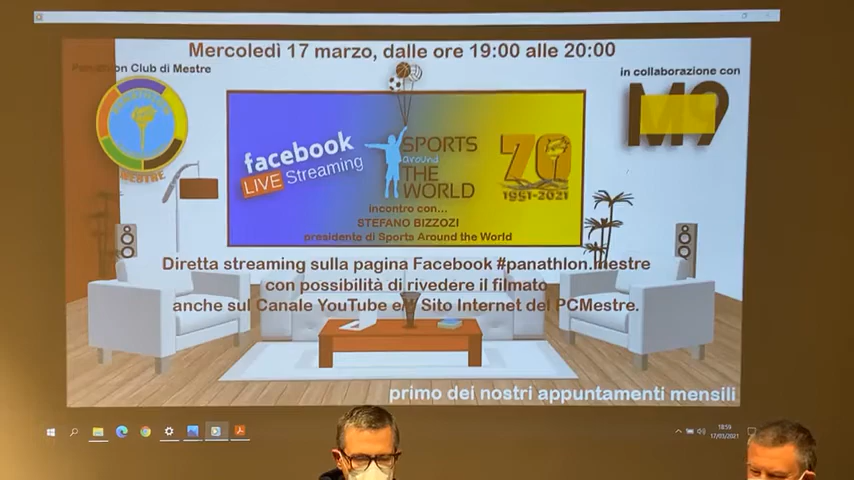 Mercoledì 17 marzo, dalle ore 19:00 alle 20:00
Panathlon Club di Mestre
in collaborazione con
M9
MESTRE
facebook
LIVE Streaming
SPORTS
around
THE
WORLD
70
1951-2021
incontro con...
STEFANO BIZZOZI
presidente di Sports Around the World
Diretta streaming sulla pagina Facebook #panathlon.mestre
con possibilità di rivedere il filmato
anche sul Canale YouTube e/o Sito Internet del PCMestre.
primo dei nostri appuntamenti mensili
18:59
17/03/2021